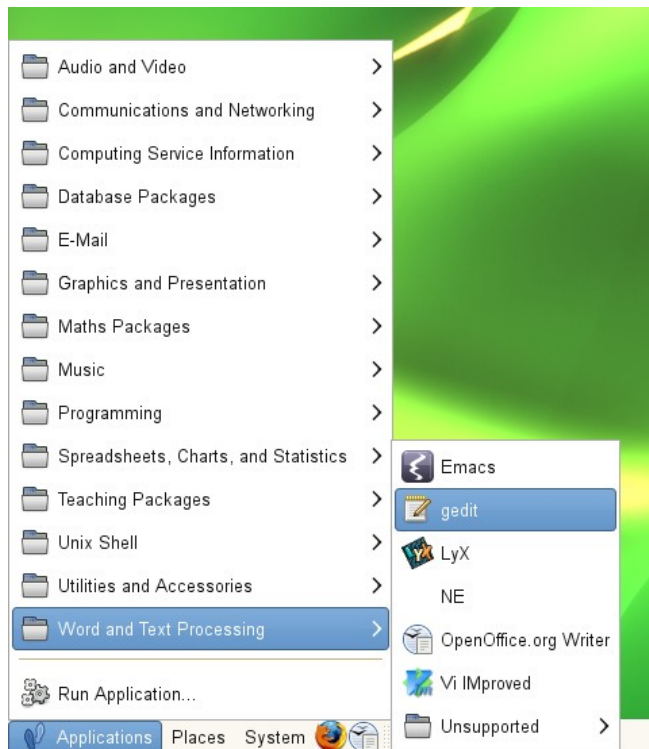 Audio and Video
Communications and Networking
Computing Service Information
Database Packages
E-Mail
Graphics and Presentation
Maths Packages
Music
Programming
Spreadsheets, Charts, and Statistics
Teaching Packages
Unix Shell
Utilities and Accessories
Word and Text Processing
Run Application...
Applications Places System
Emacs
gedit
LyX
NE
OpenOffice.org Writer
Vi IMproved
Unsupported